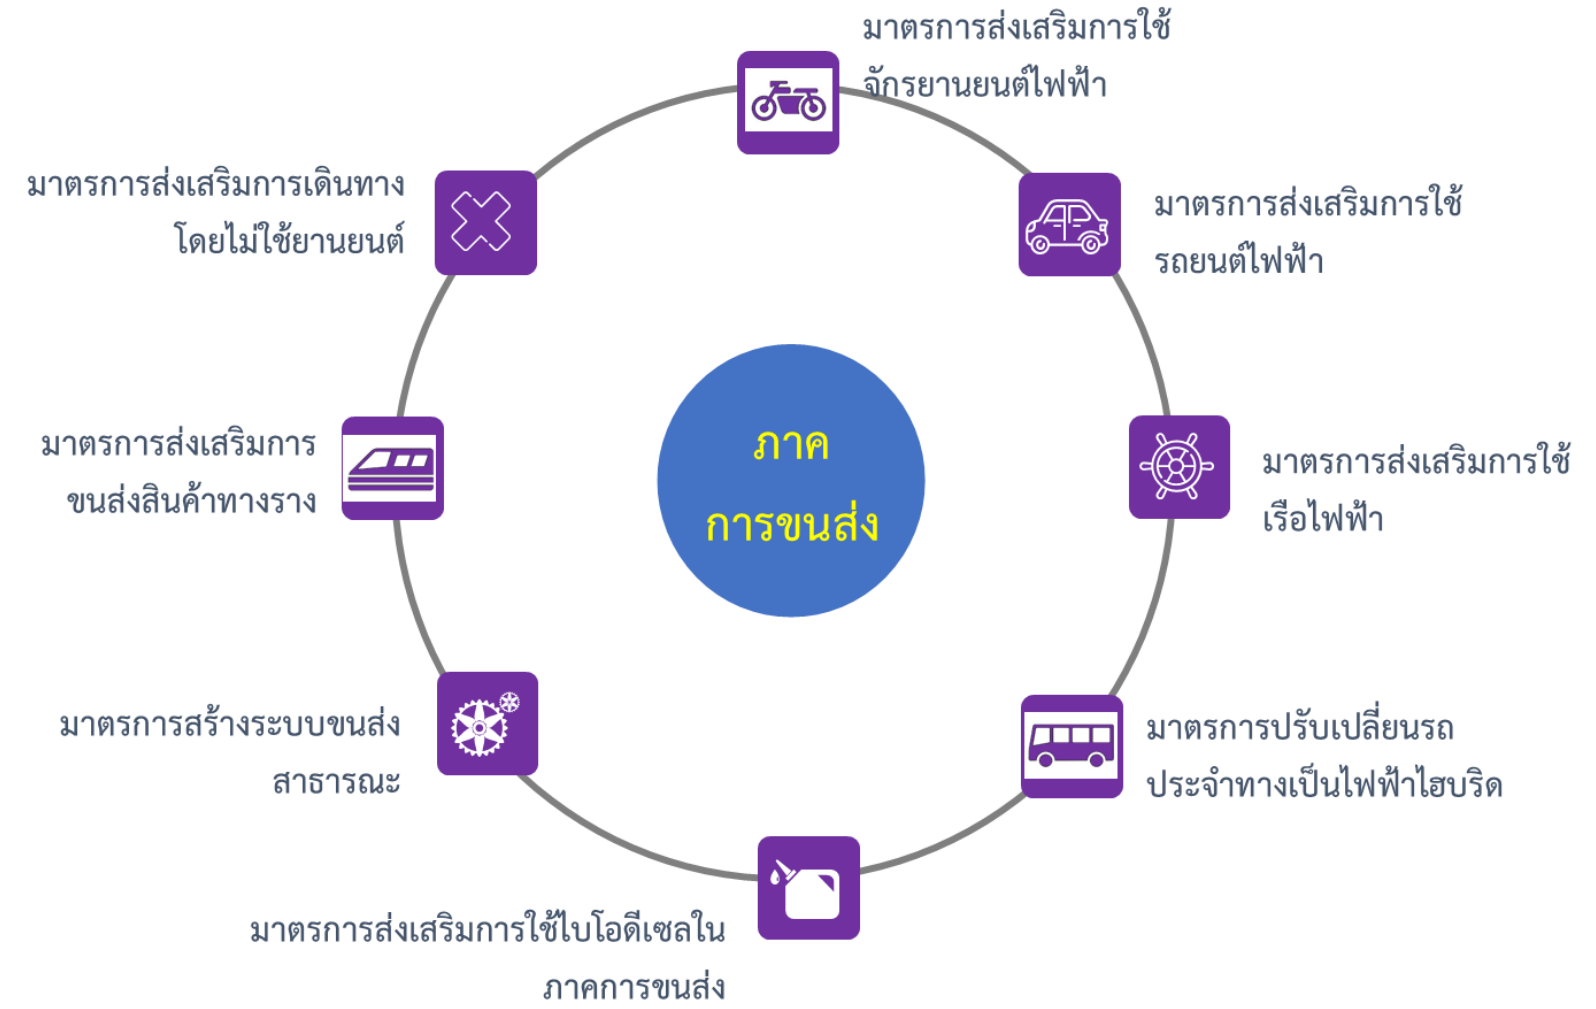 มาตรการส่งเสริมการใช้
จักรยานยนต์ไฟฟ้า
มาตรการส่งเสริมการใช้
รถยนต์ไฟฟ้า
มาตรการส่งเสริมการใช้
เรือไฟฟ้า
มาตรการปรับเปลี่ยนรถ
ประจำทางเป็นไฟฟ้าไฮบริด
มาตรการส่งเสริมการใช้ไบโอดีเซลใน
ภาคการขนส่ง
มาตรการสร้างระบบขนส่ง
สาธารณะ
มาตรการส่งเสริมการ
ขนส่งสินค้าทางราง
มาตรการส่งเสริมการเดินทาง
โดยไม่ใช้ยานยนต์
ภาค
การขนส่ง